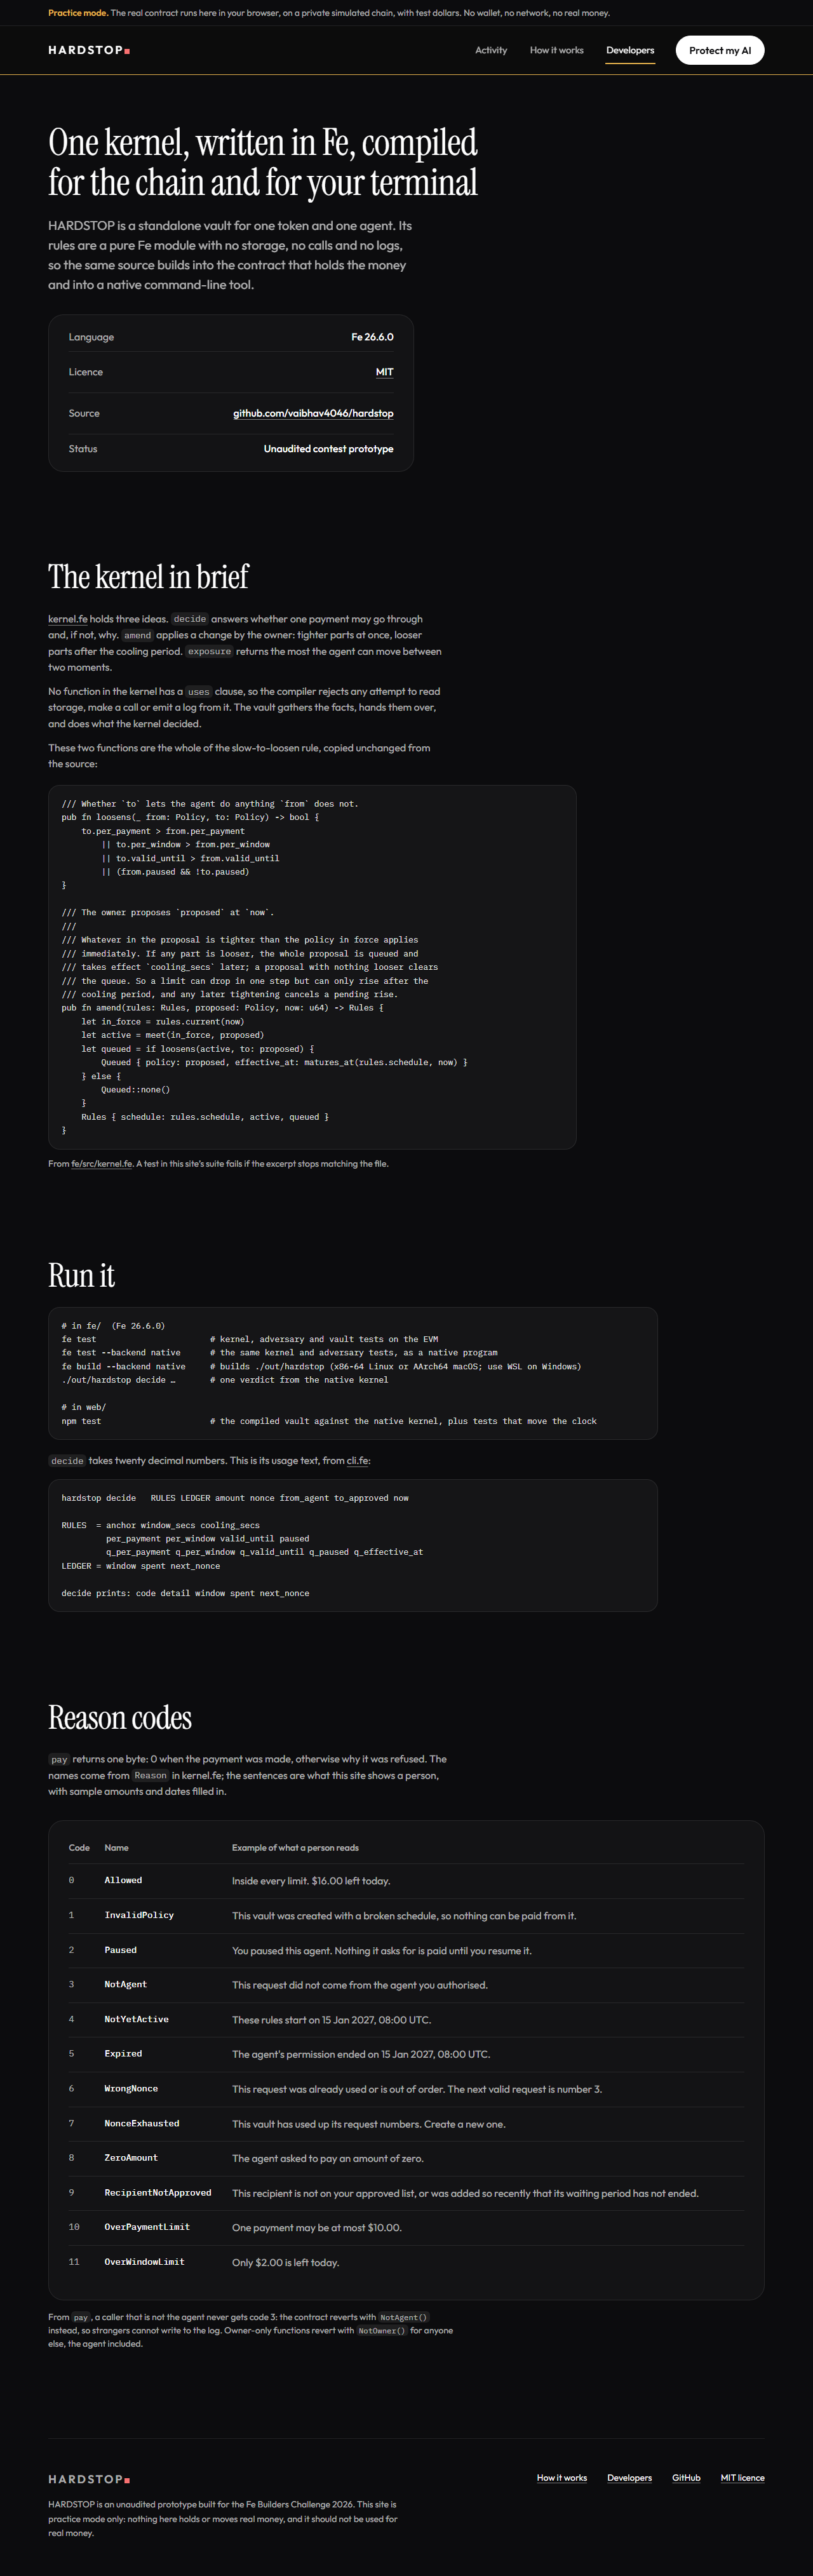 Practice mode. The real contract runs here in your browser, on a private simulated chain, with test dollars. No wallet, no network, no real money.
HARDSTOP
Activity How it works Developers Protect my AI
One kernel, written in Fe, compiled
for the chain and for your terminal
HARDSTOP is a standalone vault for one token and one agent. Its
rules are a pure Fe module with no storage, no calls and no logs,
so the same source builds into the contract that holds the money
and into a native command-line tool.
Language Fe 26.6.0
Licence MIT
Source github.com/vaibhav4046/hardstop
Status Unaudited contest prototype
The kernel in brief
kernel.fe holds three ideas. decide answers whether one payment may go through
and, if not, why. amend applies a change by the owner: tighter parts at once, looser
parts after the cooling period. exposure returns the most the agent can move between
two moments.
No function in the kernel has a uses clause, so the compiler rejects any attempt to read
storage, make a call or emit a log from it. The vault gathers the facts, hands them over,
and does what the kernel decided.
These two functions are the whole of the slow-to-loosen rule, copied unchanged from
the source:
/// Whether `to` lets the agent do anything `from` does not.
pub fn loosens(_ from: Policy, to: Policy) -> bool {
    to.per_payment > from.per_payment
        || to.per_window > from.per_window
        || to.valid_until > from.valid_until
        || (from.paused && !to.paused)
}
/// The owner proposes `proposed` at `now`.
///
/// Whatever in the proposal is tighter than the policy in force applies
/// immediately. If any part is looser, the whole proposal is queued and
/// takes effect `cooling_secs` later; a proposal with nothing looser clears
/// the queue. So a limit can drop in one step but can only rise after the
/// cooling period, and any later tightening cancels a pending rise.
pub fn amend(rules: Rules, proposed: Policy, now: u64) -> Rules {
    let in_force = rules.current(now)
    let active = meet(in_force, proposed)
    let queued = if loosens(active, to: proposed) {
        Queued { policy: proposed, effective_at: matures_at(rules.schedule, now) }
    } else {
        Queued::none()
    }
    Rules { schedule: rules.schedule, active, queued }
}
From fe/src/kernel.fe. A test in this site's suite fails if the excerpt stops matching the file.
Run it
# in fe/  (Fe 26.6.0)
fe test                       # kernel, adversary and vault tests on the EVM
fe test --backend native      # the same kernel and adversary tests, as a native program
fe build --backend native     # builds ./out/hardstop (x86-64 Linux or AArch64 macOS; use WSL on Windows)
./out/hardstop decide …       # one verdict from the native kernel
# in web/
npm test                      # the compiled vault against the native kernel, plus tests that move the clock
decide takes twenty decimal numbers. This is its usage text, from cli.fe:
hardstop decide   RULES LEDGER amount nonce from_agent to_approved now
RULES  = anchor window_secs cooling_secs
         per_payment per_window valid_until paused
         q_per_payment q_per_window q_valid_until q_paused q_effective_at
LEDGER = window spent next_nonce
decide prints: code detail window spent next_nonce
Reason codes
pay returns one byte: 0 when the payment was made, otherwise why it was refused. The
names come from Reason in kernel.fe; the sentences are what this site shows a person,
with sample amounts and dates filled in.
Code Name Example of what a person reads
0 Allowed Inside every limit. $16.00 left today.
1 InvalidPolicy This vault was created with a broken schedule, so nothing can be paid from it.
2 Paused You paused this agent. Nothing it asks for is paid until you resume it.
3 NotAgent This request did not come from the agent you authorised.
4 NotYetActive These rules start on 15 Jan 2027, 08:00 UTC.
5 Expired The agent's permission ended on 15 Jan 2027, 08:00 UTC.
6 WrongNonce This request was already used or is out of order. The next valid request is number 3.
7 NonceExhausted This vault has used up its request numbers. Create a new one.
8 ZeroAmount The agent asked to pay an amount of zero.
9 RecipientNotApproved This recipient is not on your approved list, or was added so recently that its waiting period has not ended.
10 OverPaymentLimit One payment may be at most $10.00.
11 OverWindowLimit Only $2.00 is left today.
From pay, a caller that is not the agent never gets code 3: the contract reverts with NotAgent()
instead, so strangers cannot write to the log. Owner-only functions revert with NotOwner() for anyone
else, the agent included.
HARDSTOP
How it works Developers GitHub MIT licence
HARDSTOP is an unaudited prototype built for the Fe Builders Challenge 2026. This site is
practice mode only: nothing here holds or moves real money, and it should not be used for
real money.